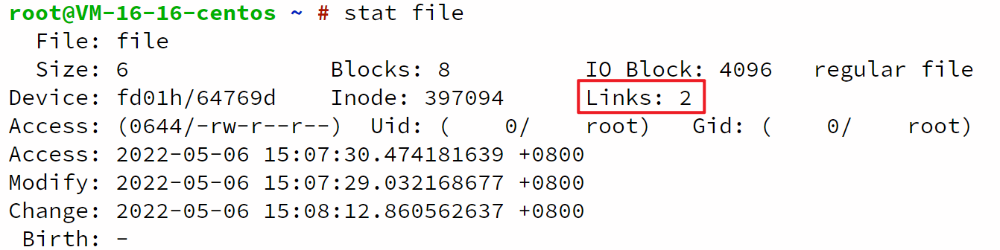 root@VM-16-16-centos ~ # stat file
  File: file
  Size: 6               Blocks: 8          IO Block: 4096   regular file
Device: fd01h/64769d    Inode: 397094      Links: 2
Access: (0644/-rw-r--r--)  Uid: (    0/    root)   Gid: (    0/    root)
Access: 2022-05-06 15:07:30.474181639 +0800
Modify: 2022-05-06 15:07:29.032168677 +0800
Change: 2022-05-06 15:08:12.860562637 +0800
 Birth: -